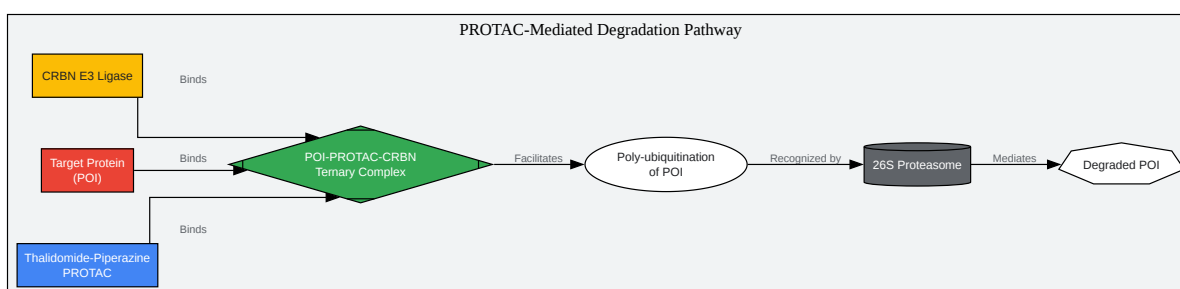 PROTAC-Mediated Degradation Pathway
CRBN E3 Ligase
Binds
Target Protein
(POI)
Binds
Thalidomide-Piperazine
PROTAC
Binds
POI-PROTAC-CRBN
Ternary Complex
Facilitates
Poly-ubiquitination
of POI
Recognized by
26S Proteasome
Mediates
Degraded POI